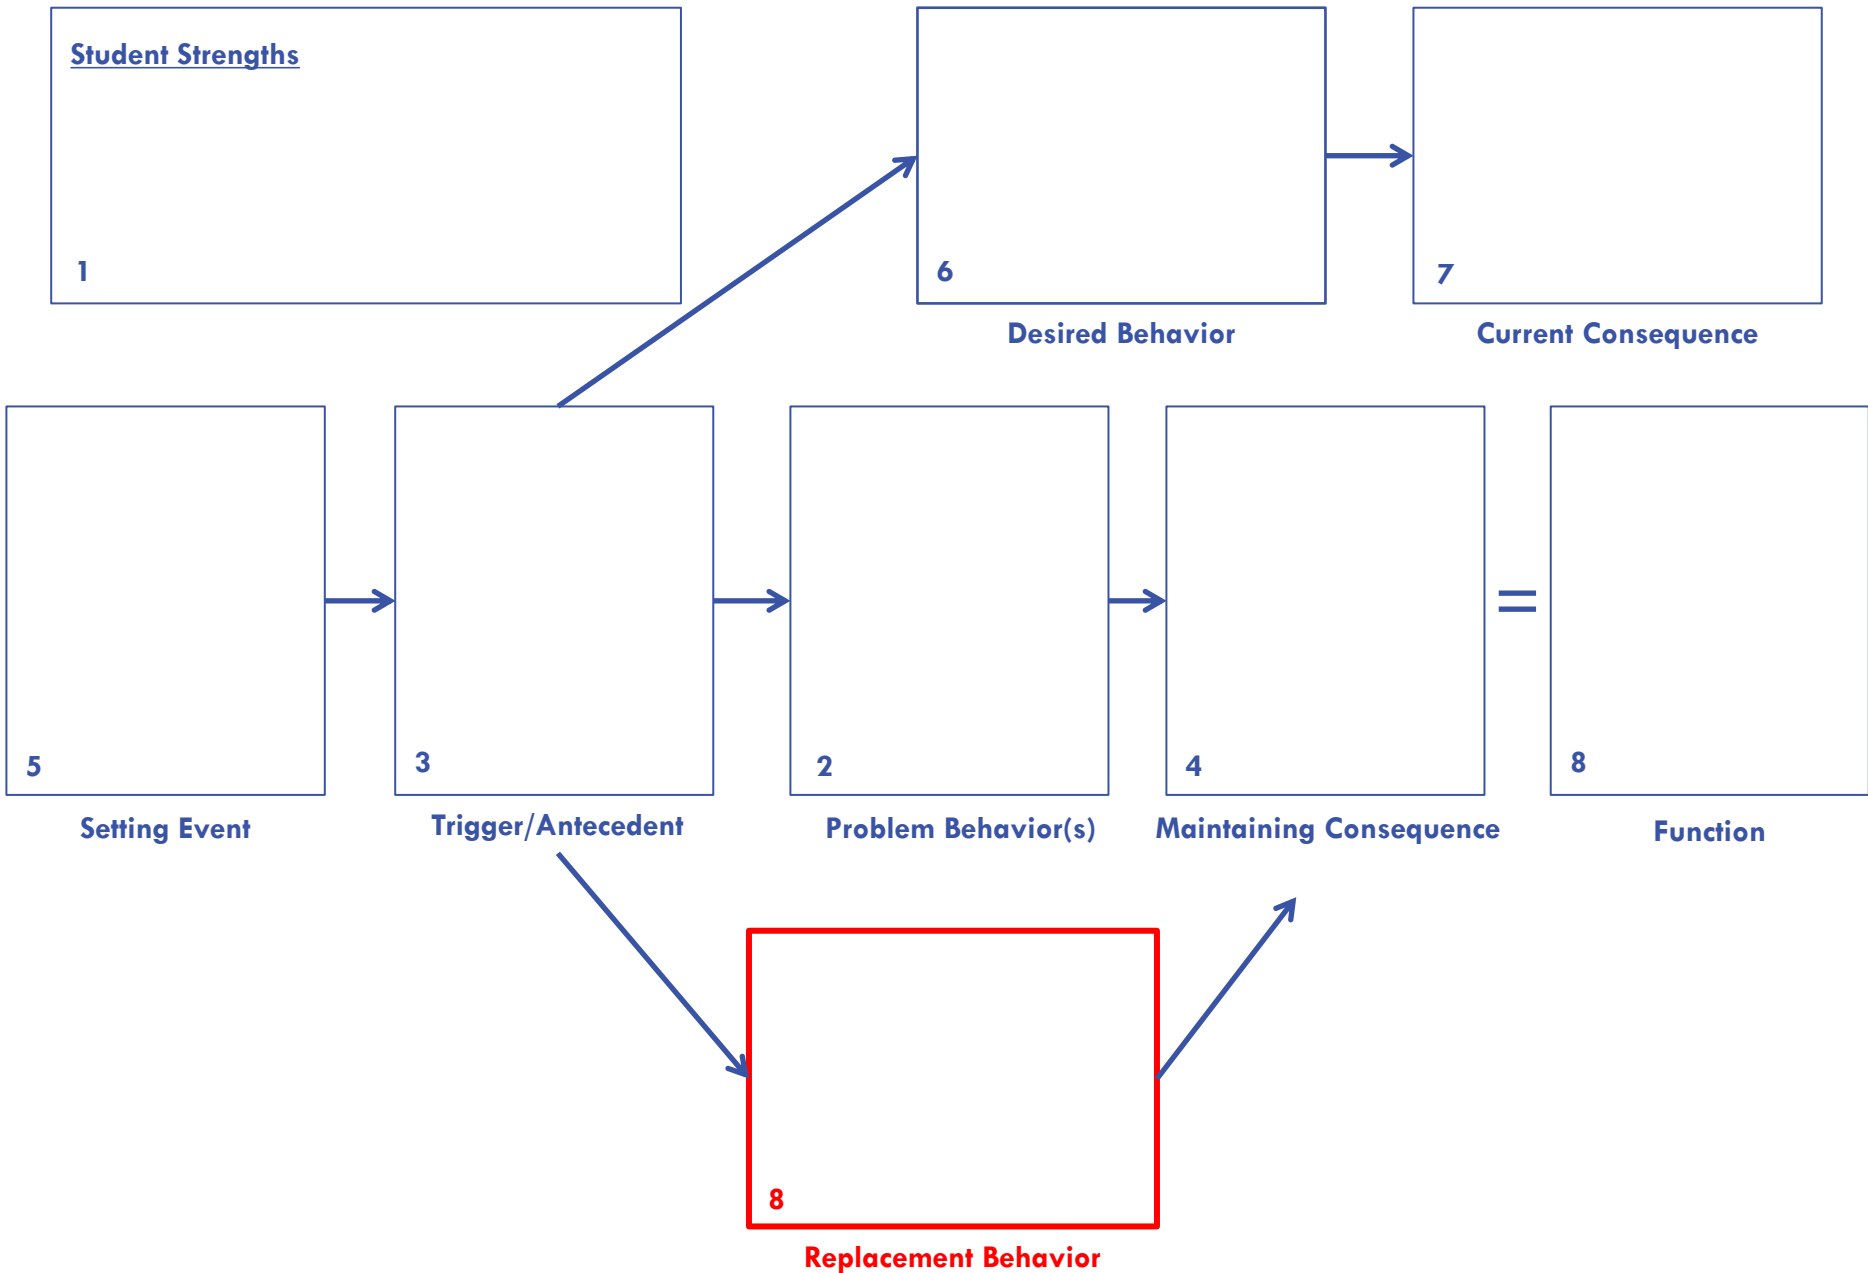 Student Strengths
1
6
7
Desired Behavior
Current Consequence
5
3
2
4
=
8
Setting Event
Trigger/Antecedent
Problem Behavior(s)
Maintaining Consequence
Function
8
Replacement Behavior